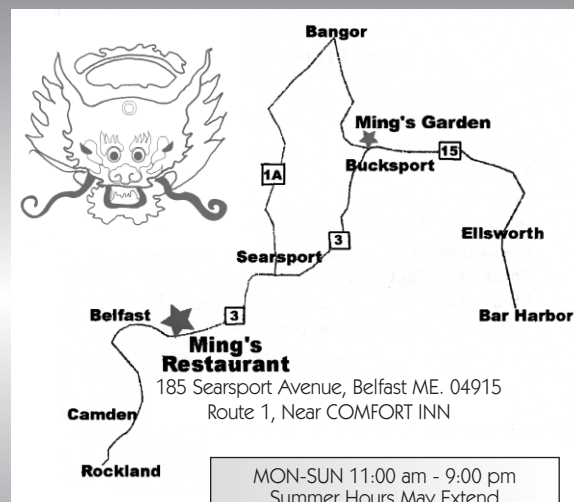 Bangor
Ming's Garden
15
Bucksport
1A
Ellsworth
3
Searsport
Belfast
3
Bar Harbor
Ming's
Restaurant
185 Searsport Avenue, Belfast ME. 04915
Route 1, Near COMFORT INN
Camden
Rockland
MON-SUN 11:00 am - 9:00 pm
Summer Hours May Extend